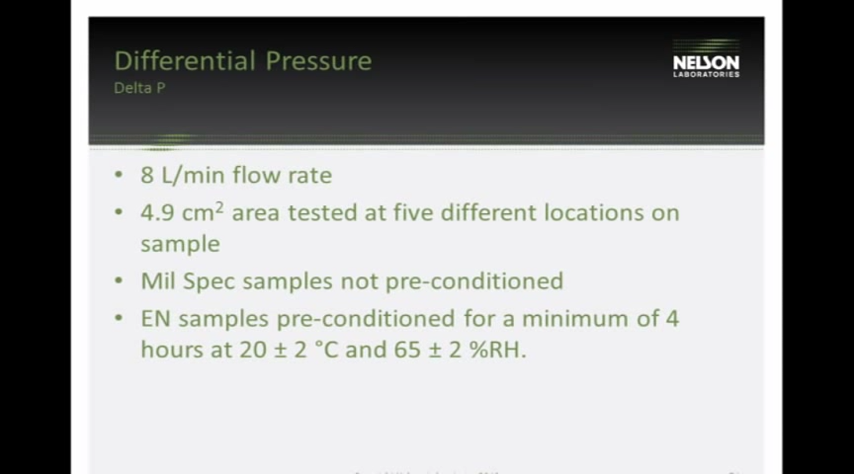 Differential Pressure
Delta P
NELSON
LABORATORIES
• 8 L/min flow rate
• 4.9 cm² area tested at five different locations on
sample
• Mil Spec samples not pre-conditioned
• EN samples pre-conditioned for a minimum of 4
hours at 20 ± 2 °C and 65 ± 2 %RH.